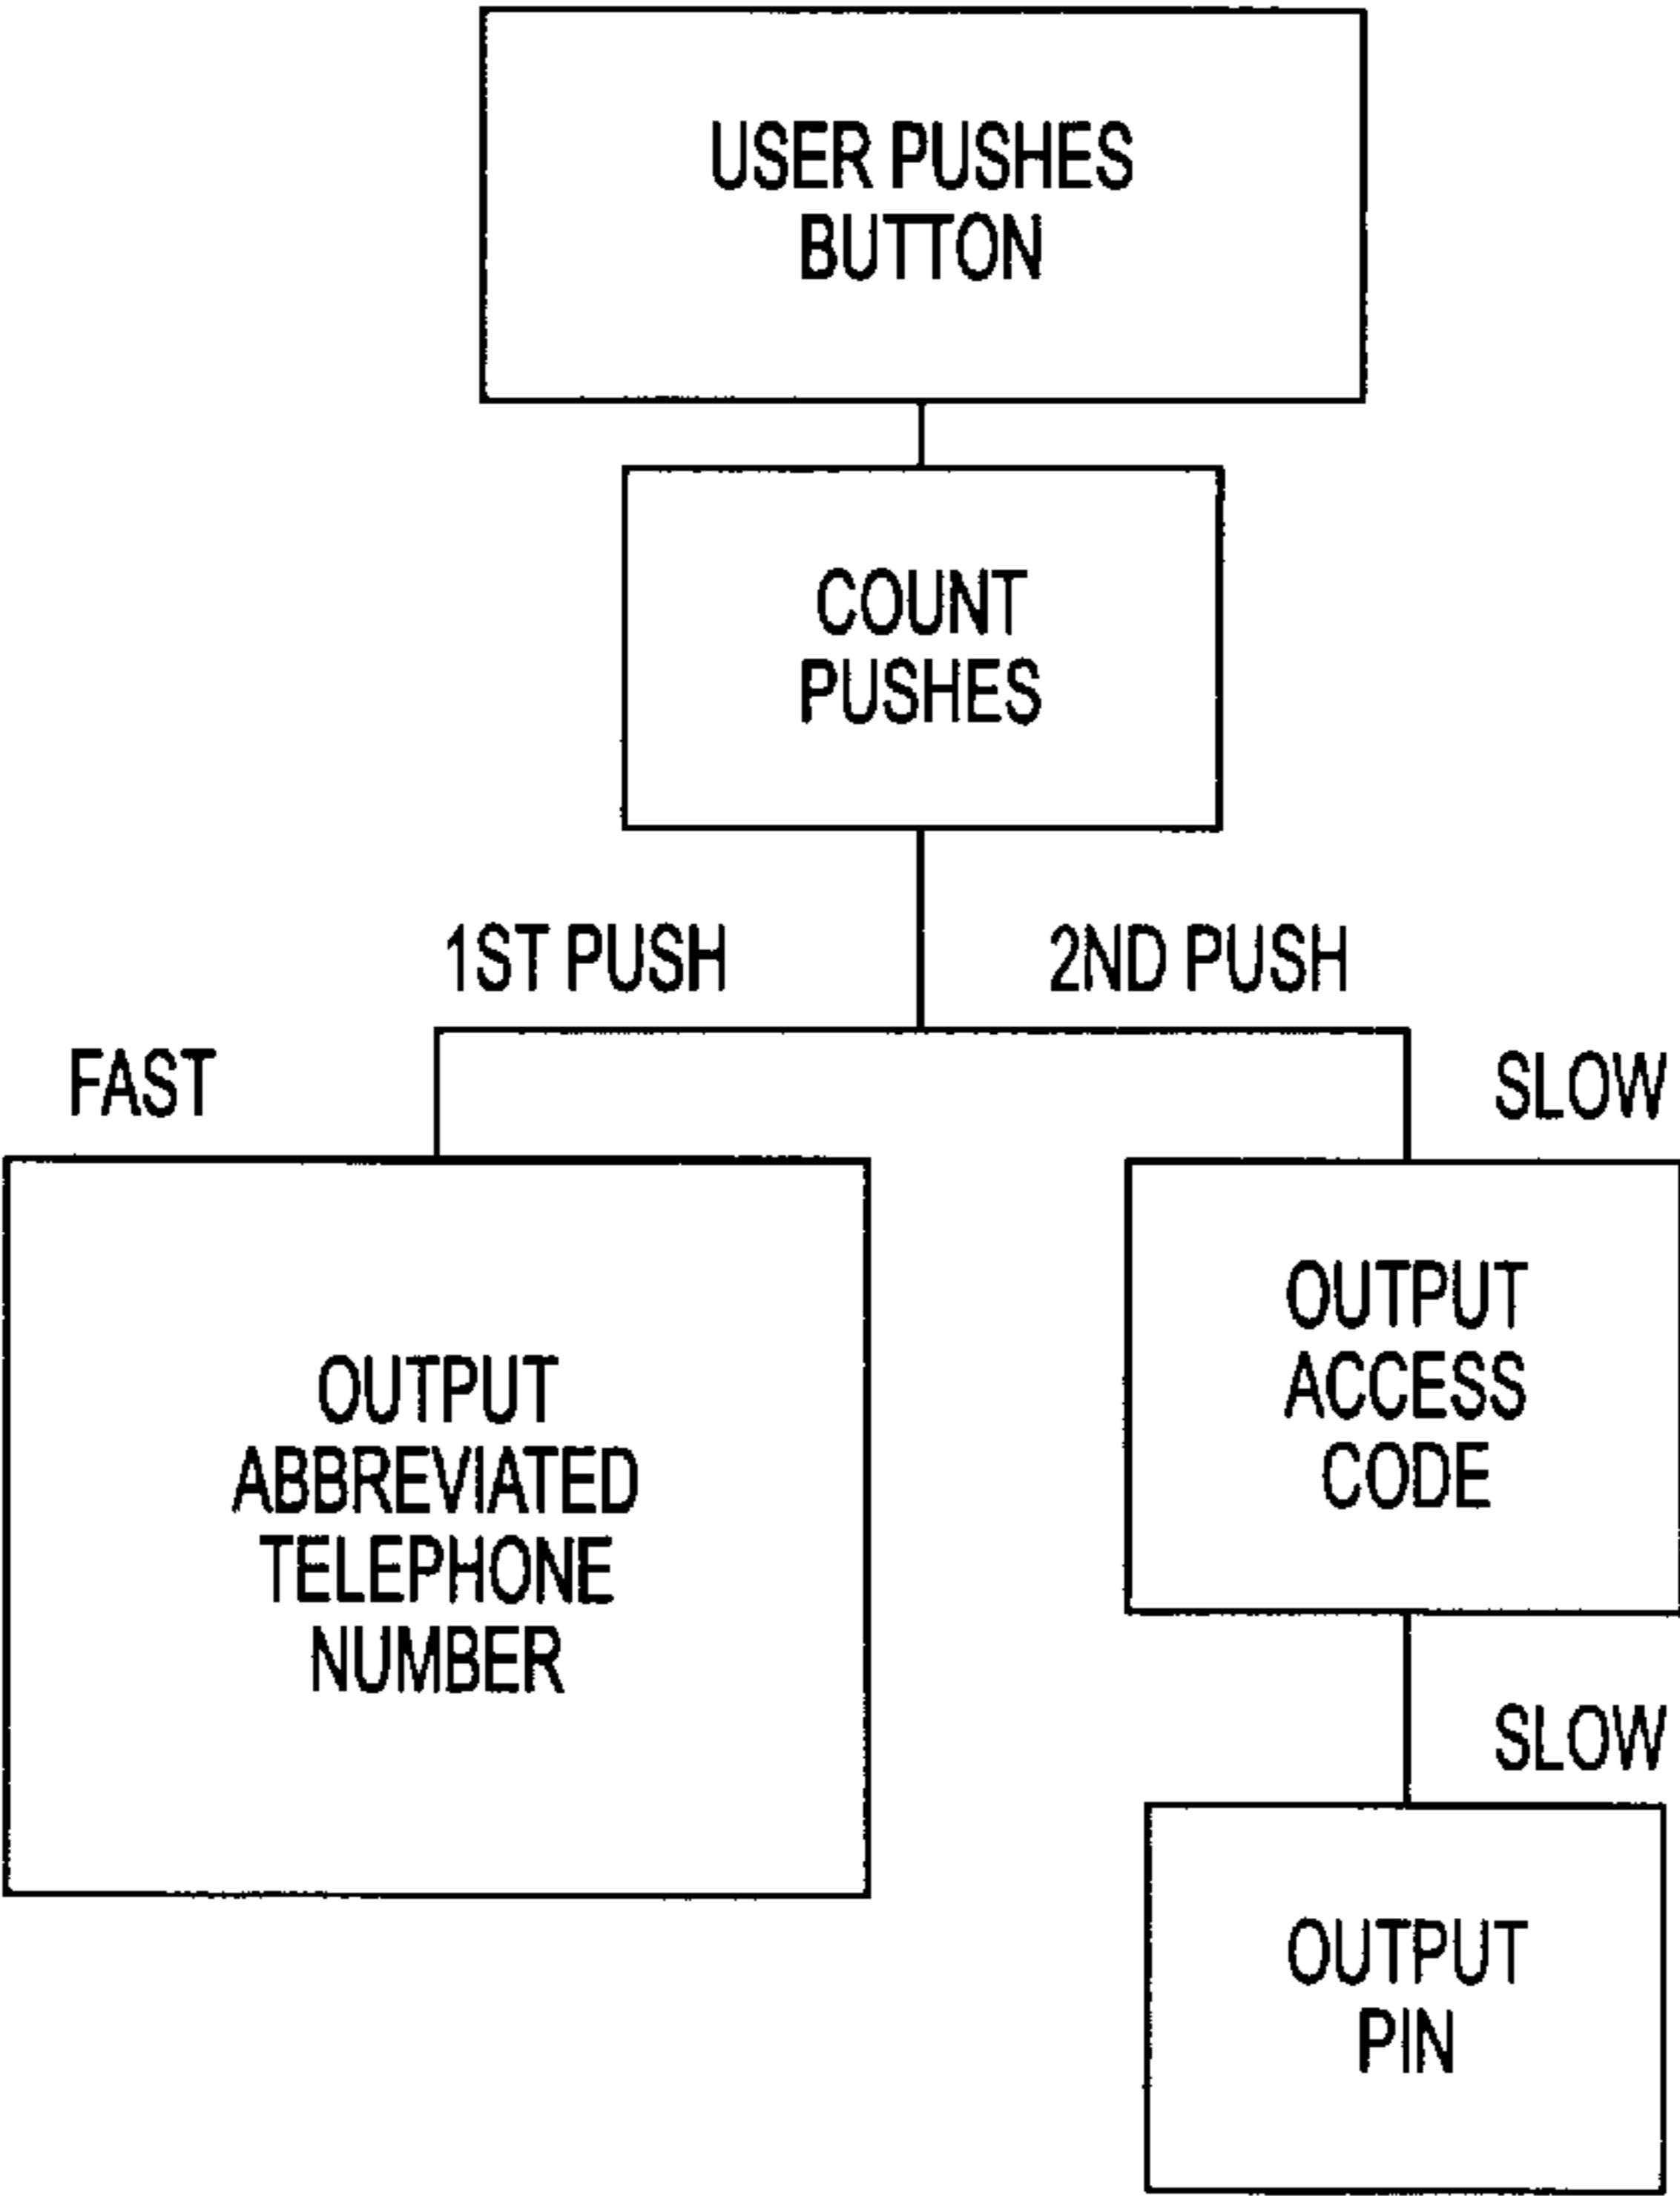 USER PUSHES
BUTTON
COUNT
PUSHES
1ST PUSH
2ND PUSH
FAST
SLOW
OUTPUT
ABBREVIATED
TELEPHONE
NUMBER
OUTPUT
ACCESS
CODE
SLOW
OUTPUT
PIN